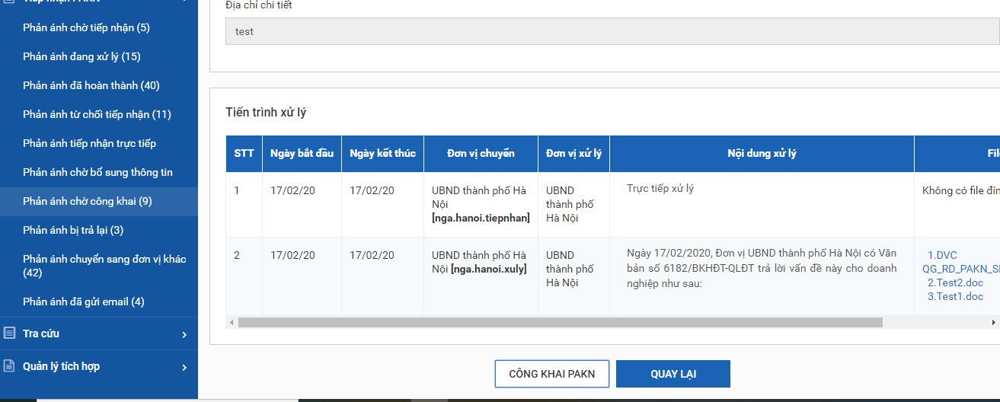 Tiếp nhận PAKN
Phản ánh chờ tiếp nhận (5)
Phản ánh đang xử lý (15)
Phản ánh đã hoàn thành (40)
Phản ánh từ chối tiếp nhận (11)
Phản ánh tiếp nhận trực tiếp
Phản ánh chờ bổ sung thông tin
Phản ánh chờ công khai (9)
Phản ánh bị trả lại (3)
Phản ánh chuyển sang đơn vị khác
(42)
Phản ánh đã gửi email (4)
Tra cứu
Quản lý tích hợp
Địa chỉ chi tiết
test
Tiến trình xử lý
STT
Ngày bắt đầu
Ngày kết thúc
Đơn vị chuyển
Đơn vị xử lý
Nội dung xử lý
1
17/02/20
17/02/20
UBND thành phố Hà
Nội
[nga.hanoi.tiepnhan]
UBND
thành phố
Hà Nội
Trực tiếp xử lý
Không có file
2
17/02/20
17/02/20
UBND thành phố Hà
Nội [nga.hanoi.xuly]
UBND
thành phố
Hà Nội
Ngày 17/02/2020, Đơn vị UBND thành phố Hà Nội có Văn
bản số 6182/BKHĐT-QLĐT trả lời vấn đề này cho doanh
nghiệp như sau:
1.DVC
QG_RD_PAKN_S
2.Test2.doc
3.Test1.doc
CÔNG KHAI PAKN
QUAY LẠI